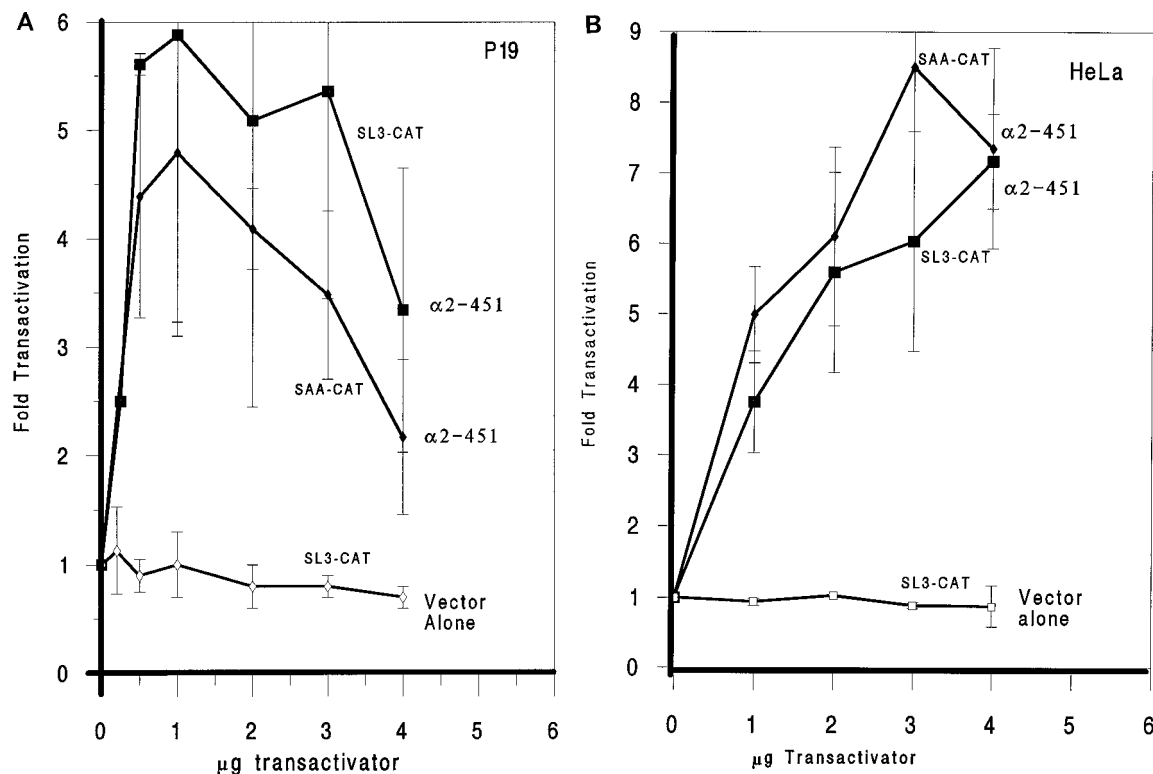 A
P19
6
5
4
3
2
1
0
Fold Transactivation
SL3-CAT
α2-451
SAA-CAT
α2-451
SL3-CAT
Vector
Alone
0 1 2 3 4 5 6
µg transactivator
B
HeLa
9
8
7
6
5
4
3
2
1
0
Fold Transactivation
SAA-CAT
α2-451
α2-451
SL3-CAT
SL3-CAT
Vector
alone
0 1 2 3 4 5 6
µg Transactivator